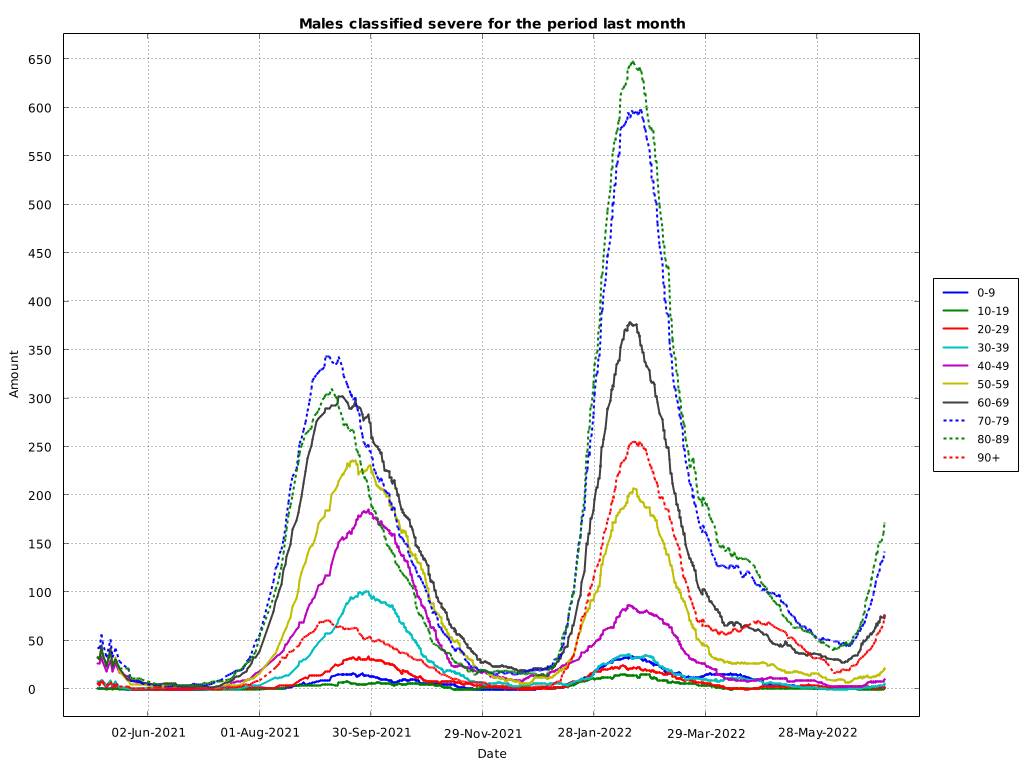 Males classified severe for the period last month
650
600
550
500
450
400
350
300
250
200
150
100
50
0
Amount
02-Jun-2021
01-Aug-2021
30-Sep-2021
29-Nov-2021
28-Jan-2022
29-Mar-2022
28-May-2022
Date
0-9
10-19
20-29
30-39
40-49
50-59
60-69
70-79
80-89
90+